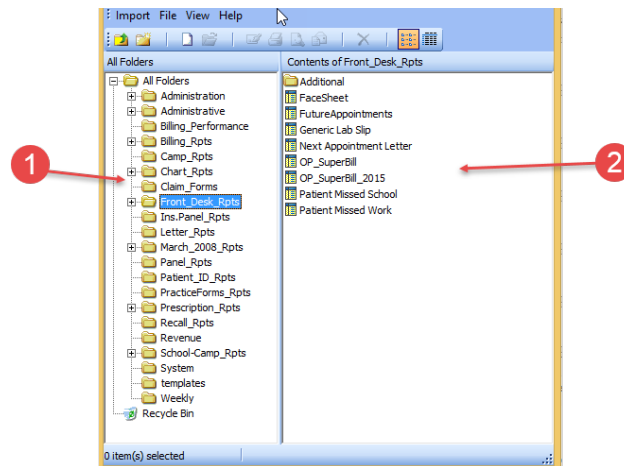 Import File View Help
All Folders
All Folders
Administration
Administrative
Billing_Performance
Billing_Rpts
Camp_Rpts
Chart_Rpts
Claim_Forms
Front_Desk_Rpts
Ins.Panel_Rpts
Letter_Rpts
March_2008_Rpts
Panel_Rpts
Patient_ID_Rpts
PracticeForms_Rpts
Prescription_Rpts
Recall_Rpts
Revenue
School-Camp_Rpts
System
templates
Weekly
Recycle Bin
1
Contents of Front_Desk_Rpts
Additional
FaceSheet
FutureAppointments
Generic Lab Slip
Next Appointment Letter
OP_SuperBill
OP_SuperBill_2015
Patient Missed School
Patient Missed Work
2
0 item(s) selected